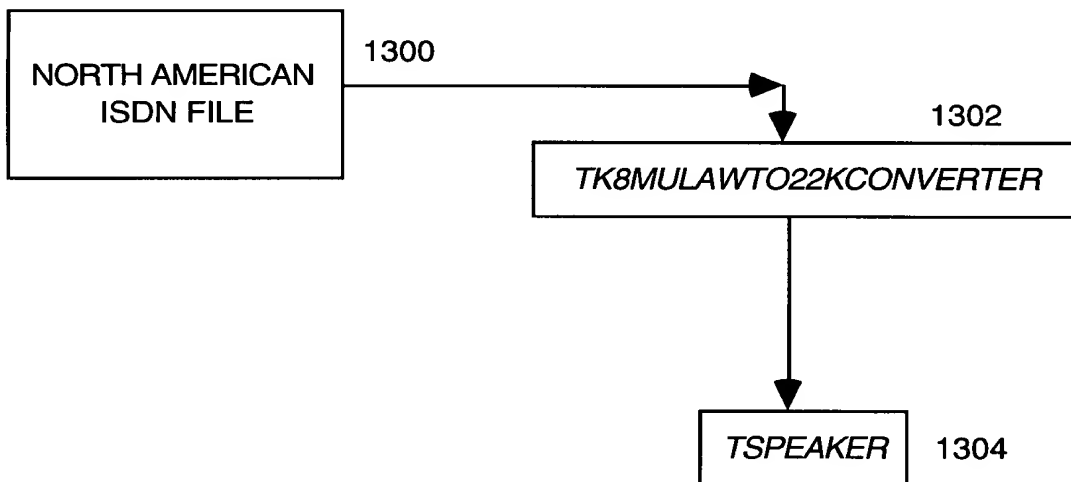 NORTH AMERICAN
ISDN FILE
1300
1302
TK8MULAWTO22KCONVERTER
TSPEAKER
1304